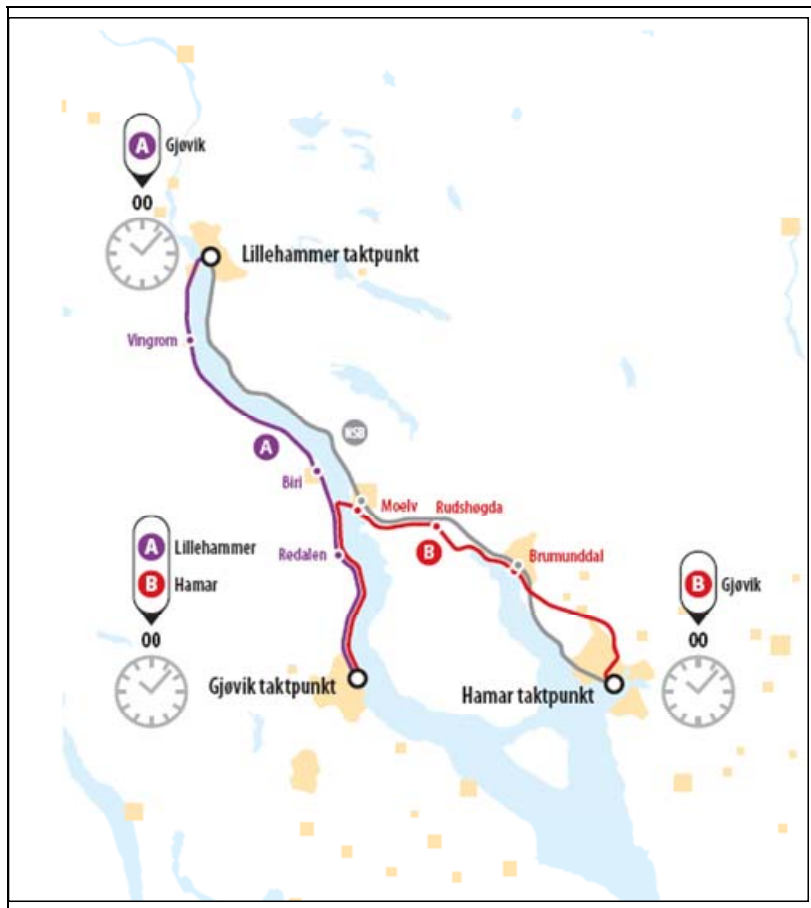 A Gjøvik
00
Lillehammer taktpunkt
Vingrom
A
NSB
Biri
Moelv
Rudshøgda
A Lillehammer
B Hamar
Redalen
B
Brumunddal
B Gjøvik
00
00
Gjøvik taktpunkt
Hamar taktpunkt